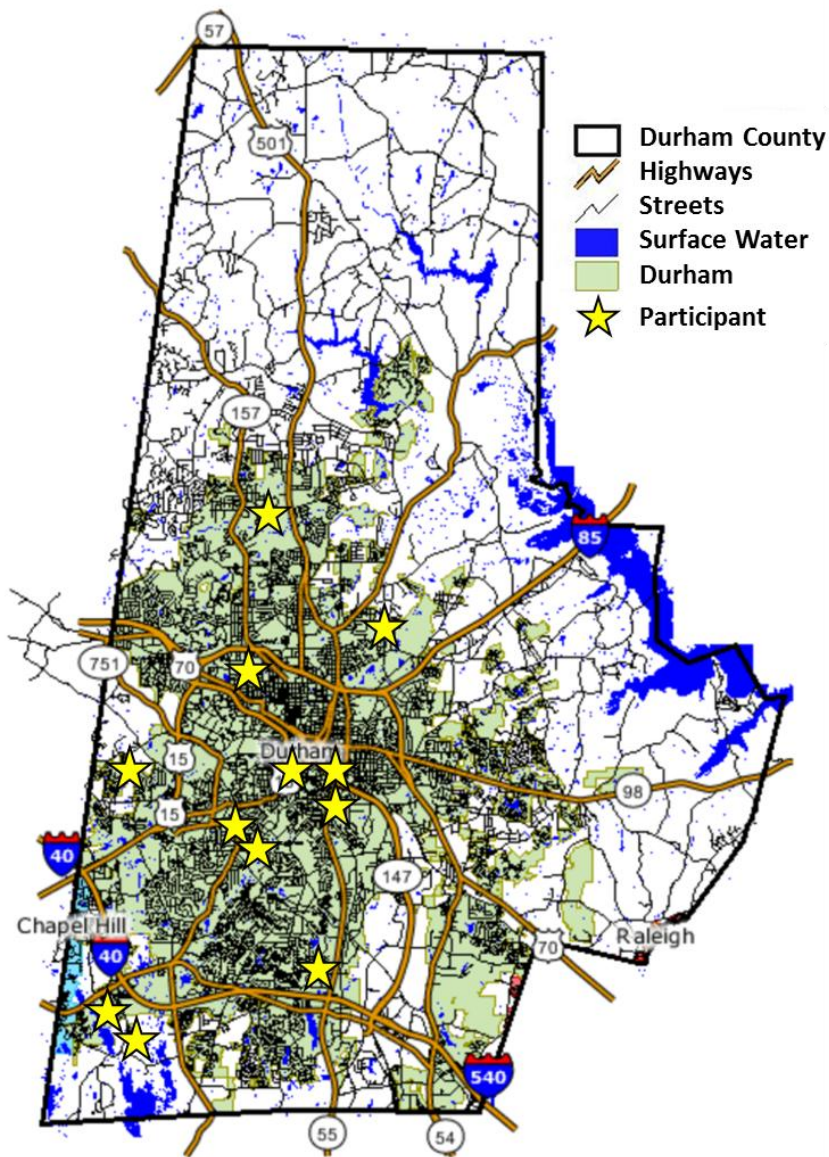 57
501
Durham County
Highways
Streets
Surface Water
Durham
Participant
157
85
751
70
15
Durham
15
98
40
147
Chapel Hill
40
Raleigh
70
540
55
54